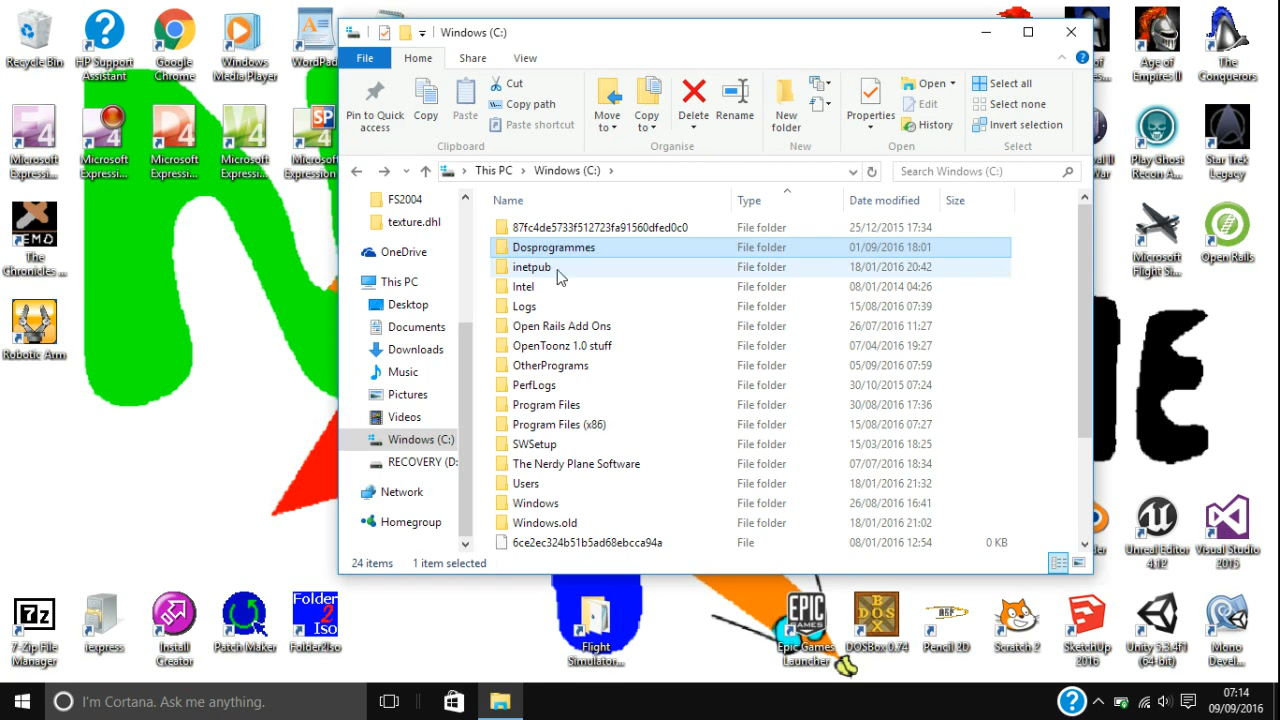 Recycle Bin
HP Support
Assistant
Google
Chrome
Windows
Media Player
WordPad
Microsoft
Expressi...
Microsoft
Expressi...
Microsoft
Expressi...
Microsoft
Expressi...
Microsoft
Expression
The
Chronicles ...
Robotic Arm
Windows (C:)
File
Home
Share
View
Pin to Quick
access
Copy
Paste
Cut
Copy path
Paste shortcut
Clipboard
Move
to
Copy
to
Delete
Rename
Organise
New
folder
New
Properties
Open
Edit
History
Open
Select all
Select none
Invert selection
Select
This PC
Windows (C:)
Search Windows (C:)
FS2004
texture.dhl
OneDrive
This PC
Desktop
Documents
Downloads
Music
Pictures
Videos
Windows (C:)
RECOVERY (D:
Network
Homegroup
Name Type Date modified Size
87fc4de5733f512723fa91560dfed0c0 File folder 25/12/2015 17:34
Dosprogrammes File folder 01/09/2016 18:01
inetpub File folder 18/01/2016 20:42
Intel File folder 08/01/2014 04:26
Logs File folder 15/08/2016 07:39
Open Rails Add Ons File folder 26/07/2016 11:27
OpenToonz 1.0 stuff File folder 07/04/2016 19:27
OtherPrograms File folder 05/09/2016 07:59
PerfLogs File folder 30/10/2015 07:24
Program Files File folder 30/08/2016 17:36
Program Files (x86) File folder 15/08/2016 07:27
SWSetup File folder 15/03/2016 18:25
The Nerdy Plane Software File folder 07/07/2016 18:34
Users File folder 18/01/2016 21:32
Windows File folder 26/08/2016 16:41
Windows.old File folder 18/01/2016 21:02
6ce2ec324b51b5ad68ebcca94a File 08/01/2016 12:54 0 KB
24 items 1 item selected
Age of
Empires II
The
Conquerors
Play Ghost
Recon A...
Star Trek
Legacy
Microsoft
Flight Si...
Open Rails
Unreal Editor
4.12
Visual Studio
2015
7-Zip File
Manager
iexpress
Install
Creator
Patch Maker
Folder
2
Iso
Folder2Iso
Flight
Simulator...
EPIC
GAMES
Epic Games
Launcher
DOSBox 0.74
Pencil 2D
Scratch 2
SketchUp
2016
Unity 5.3.4f1
(64-bit)
Mono
Devel...
I'm Cortana. Ask me anything.
07:14
09/09/2016